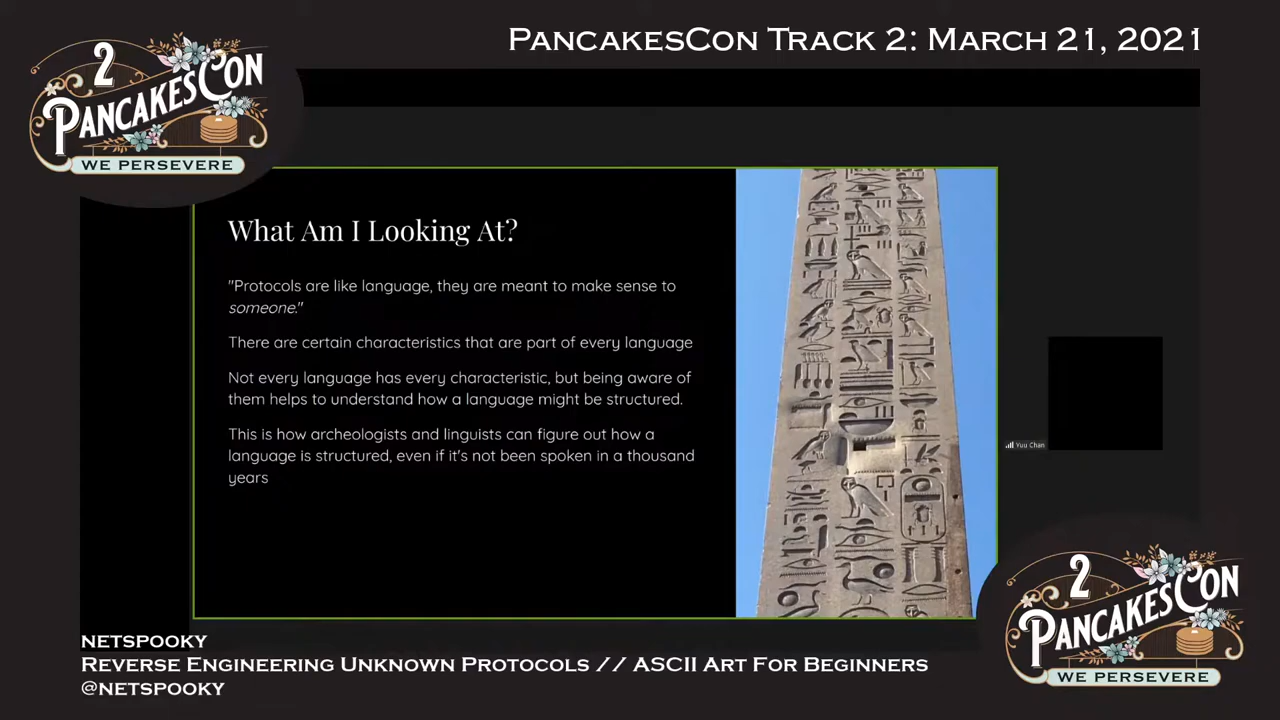 PancakesCon Track 2: March 21, 2021
2
PancakesCon
WE PERSEVERE
What Am I Looking At?
"Protocols are like language, they are meant to make sense to
someone."
There are certain characteristics that are part of every language
Not every language has every characteristic, but being aware of
them helps to understand how a language might be structured.
This is how archeologists and linguists can figure out how a
language is structured, even if it's not been spoken in a thousand
years
Yuu Chan
NETSPOOKY
Reverse Engineering Unknown Protocols // ASCII Art For Beginners
@NETSPOOKY
2
PancakesCon
WE PERSEVERE